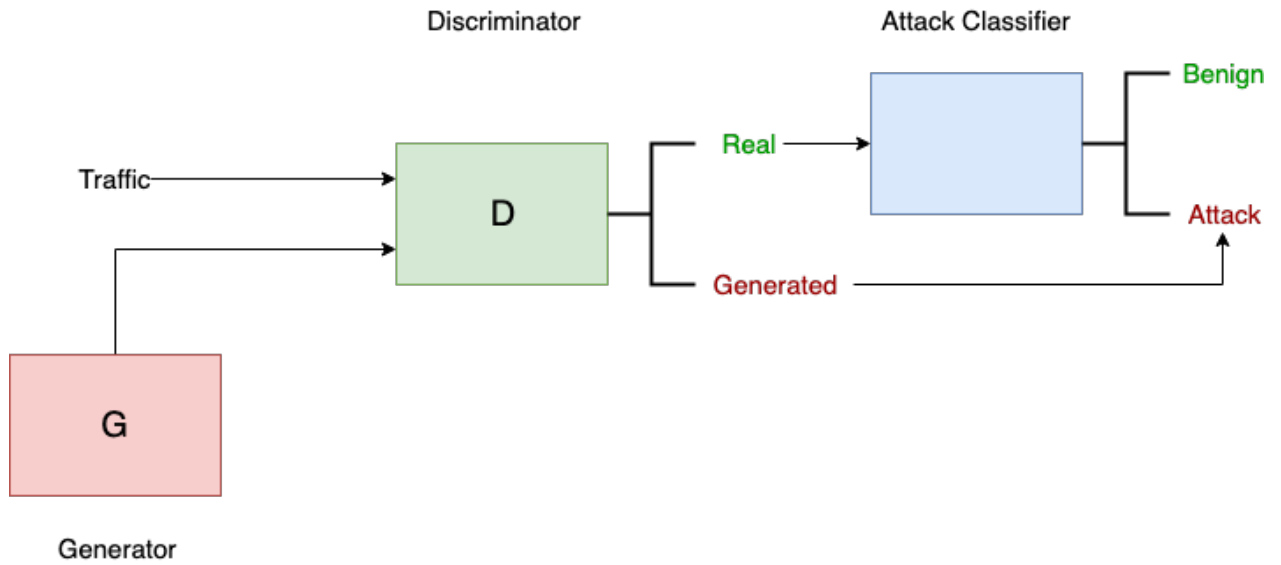 Discriminator
Attack Classifier
Benign
Real
Traffic
D
Attack
Generated
G
Generator